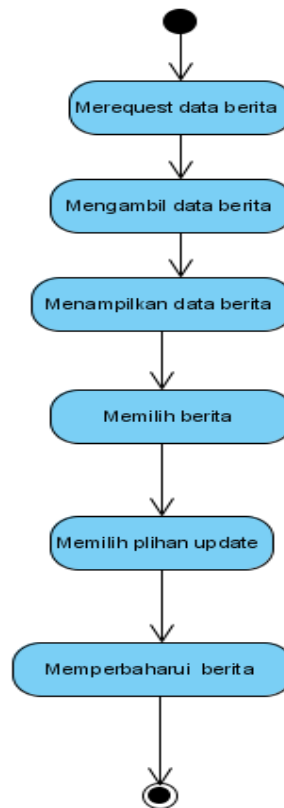 Merequest data berita
Mengambil data berita
Menampilkan data berita
Memilih berita
Memilih plihan update
Memperbaharui berita